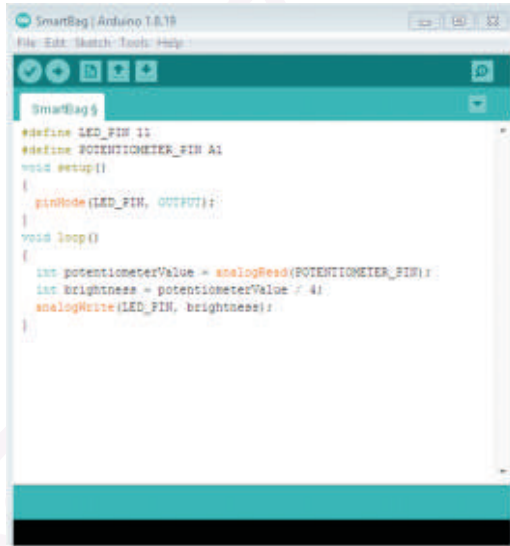 SmartBag | Arduino 1.8.19
File Edit Sketch Tools Help
SmartBag §
#define LED_PIN 11
#define POTENTIOMETER_PIN A1
void setup()
{
pinMode(LED_PIN, OUTPUT);
}
void loop()
{
int potentiometerValue = analogRead(POTENTIOMETER_PIN);
int brightness = potentiometerValue / 4;
analogWrite(LED_PIN, brightness);
}